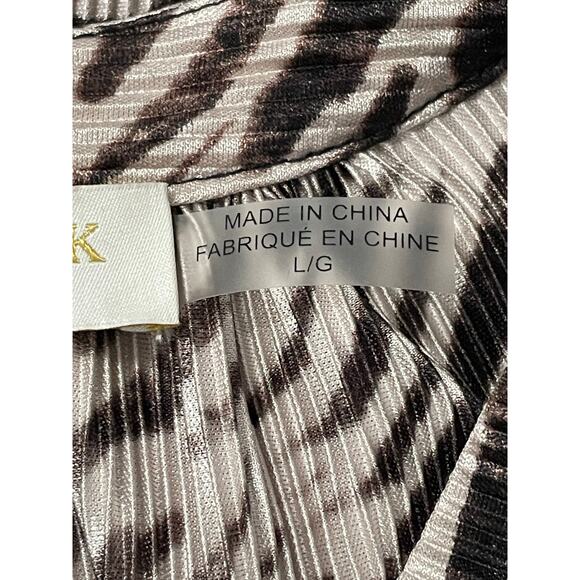 K
MADE IN CHINA
FABRIQUÉ EN CHINE
L/G